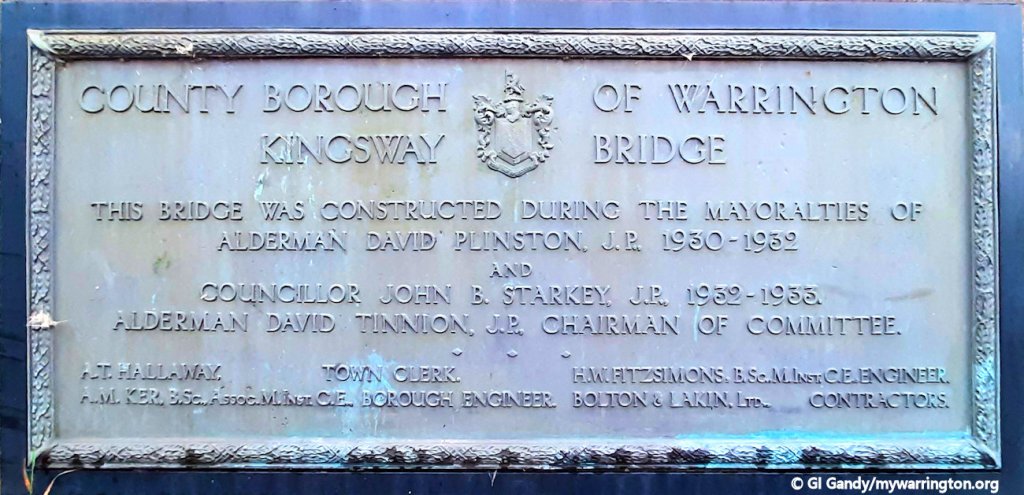 COUNTY BOROUGH OF WARRINGTON
KINGSWAY BRIDGE
THIS BRIDGE WAS CONSTRUCTED DURING THE MAYORALTIES OF
ALDERMAN DAVID PLINSTON, J.P., 1930-1932
AND
COUNCILLOR JOHN B. STARKEY, J.P., 1932-1933.
ALDERMAN DAVID TINNION, J.P., CHAIRMAN OF COMMITTEE.
A.T. HALLAWAY, TOWN CLERK. H.W. FITZSIMONS, B.Sc., M.INST.C.E. ENGINEER.
A.M. KER, B.Sc., ASSOC.M.INST.C.E., BOROUGH ENGINEER. BOLTON & LAKIN, LTD., CONTRACTORS.
© GI Gandy/mywarrington.org